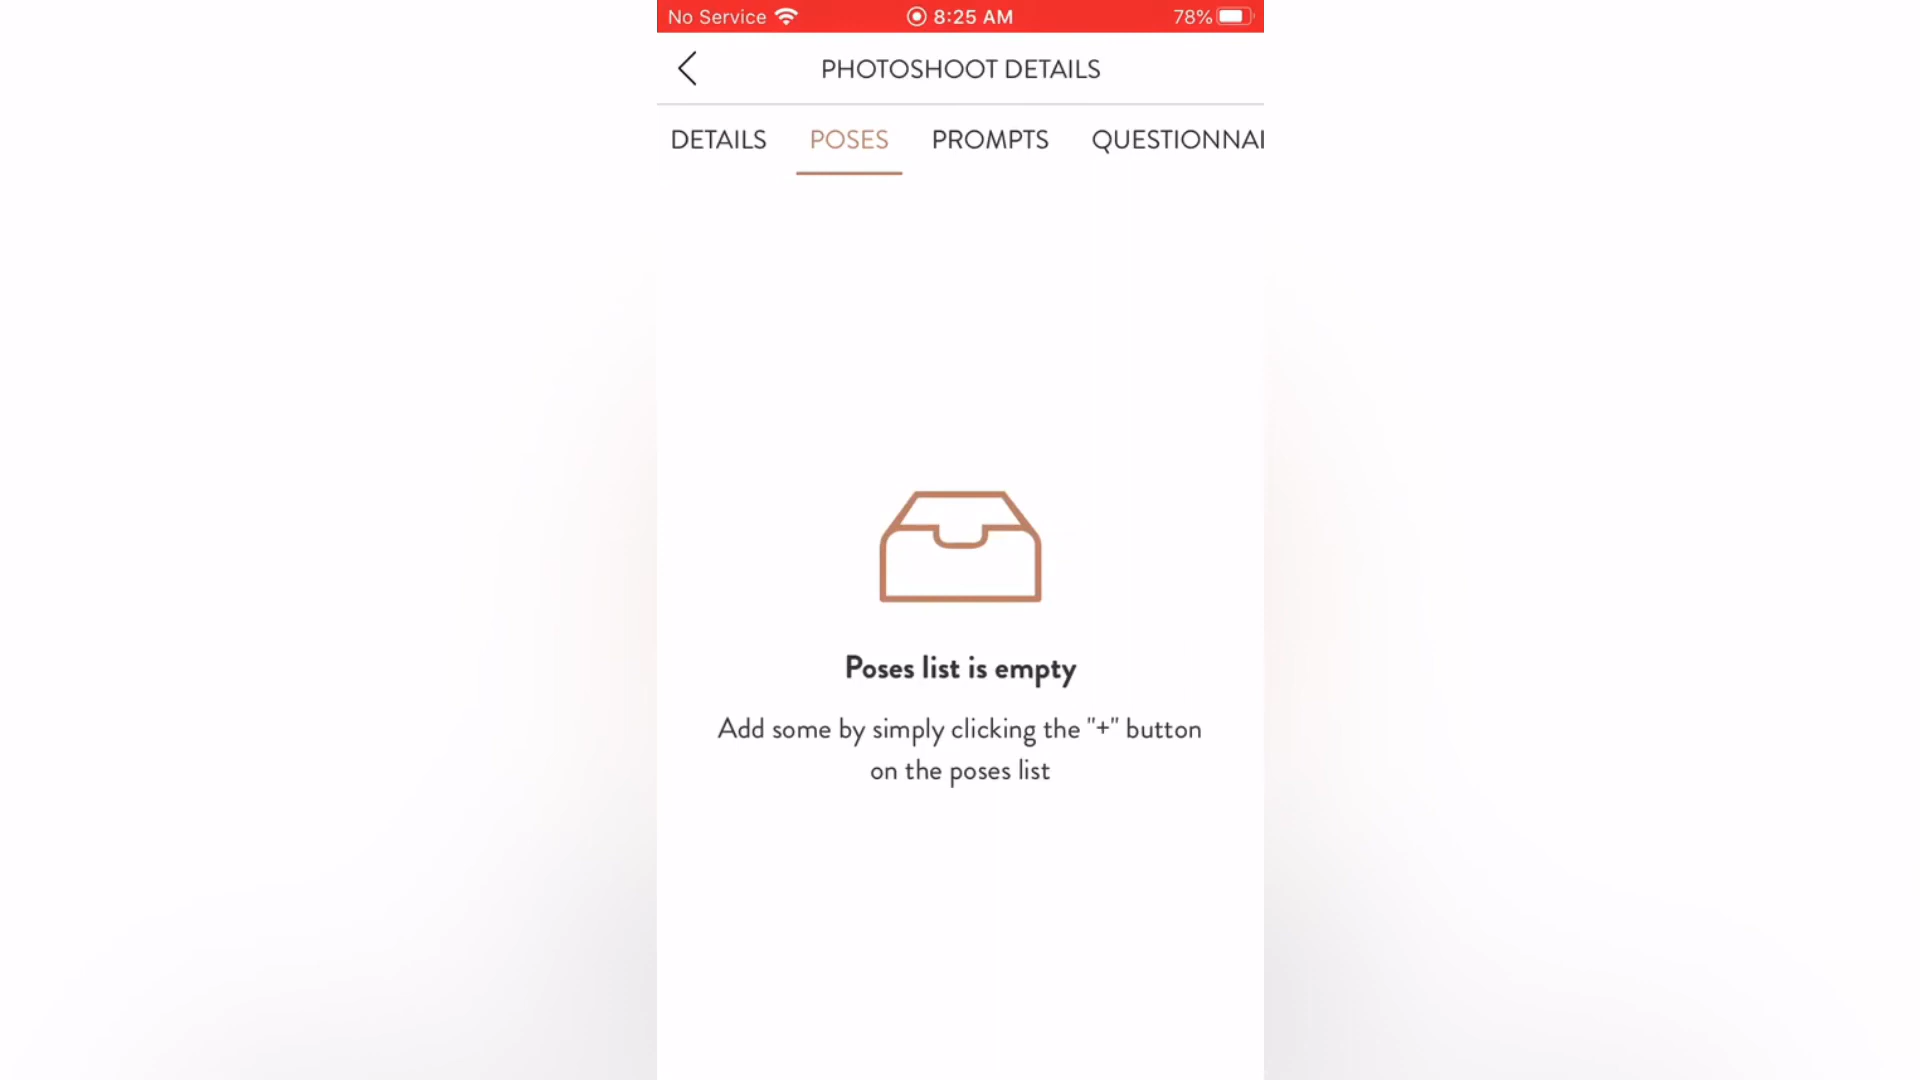 No Service 8:25 AM 78%
PHOTOSHOOT DETAILS
DETAILS POSES PROMPTS QUESTIONNAI
Poses list is empty
Add some by simply clicking the "+" button
on the poses list